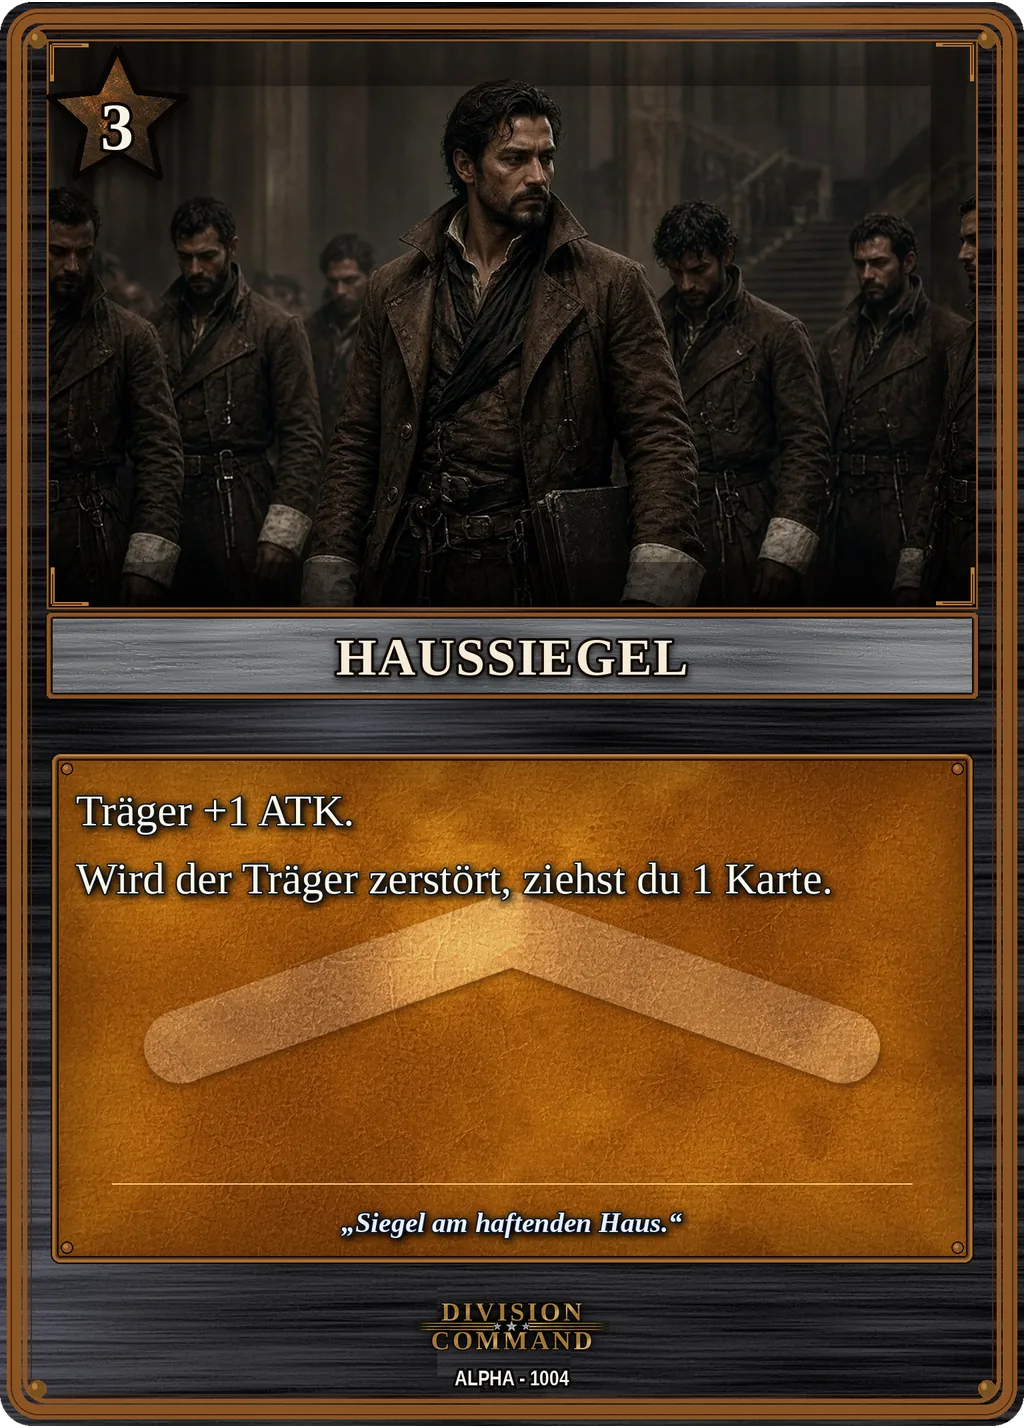 3
HAUSSIEGEL
Träger +1 ATK.
Wird der Träger zerstört, ziehst du 1 Karte.
„Siegel am haftenden Haus.“
DIVISION
COMMAND
ALPHA - 1004